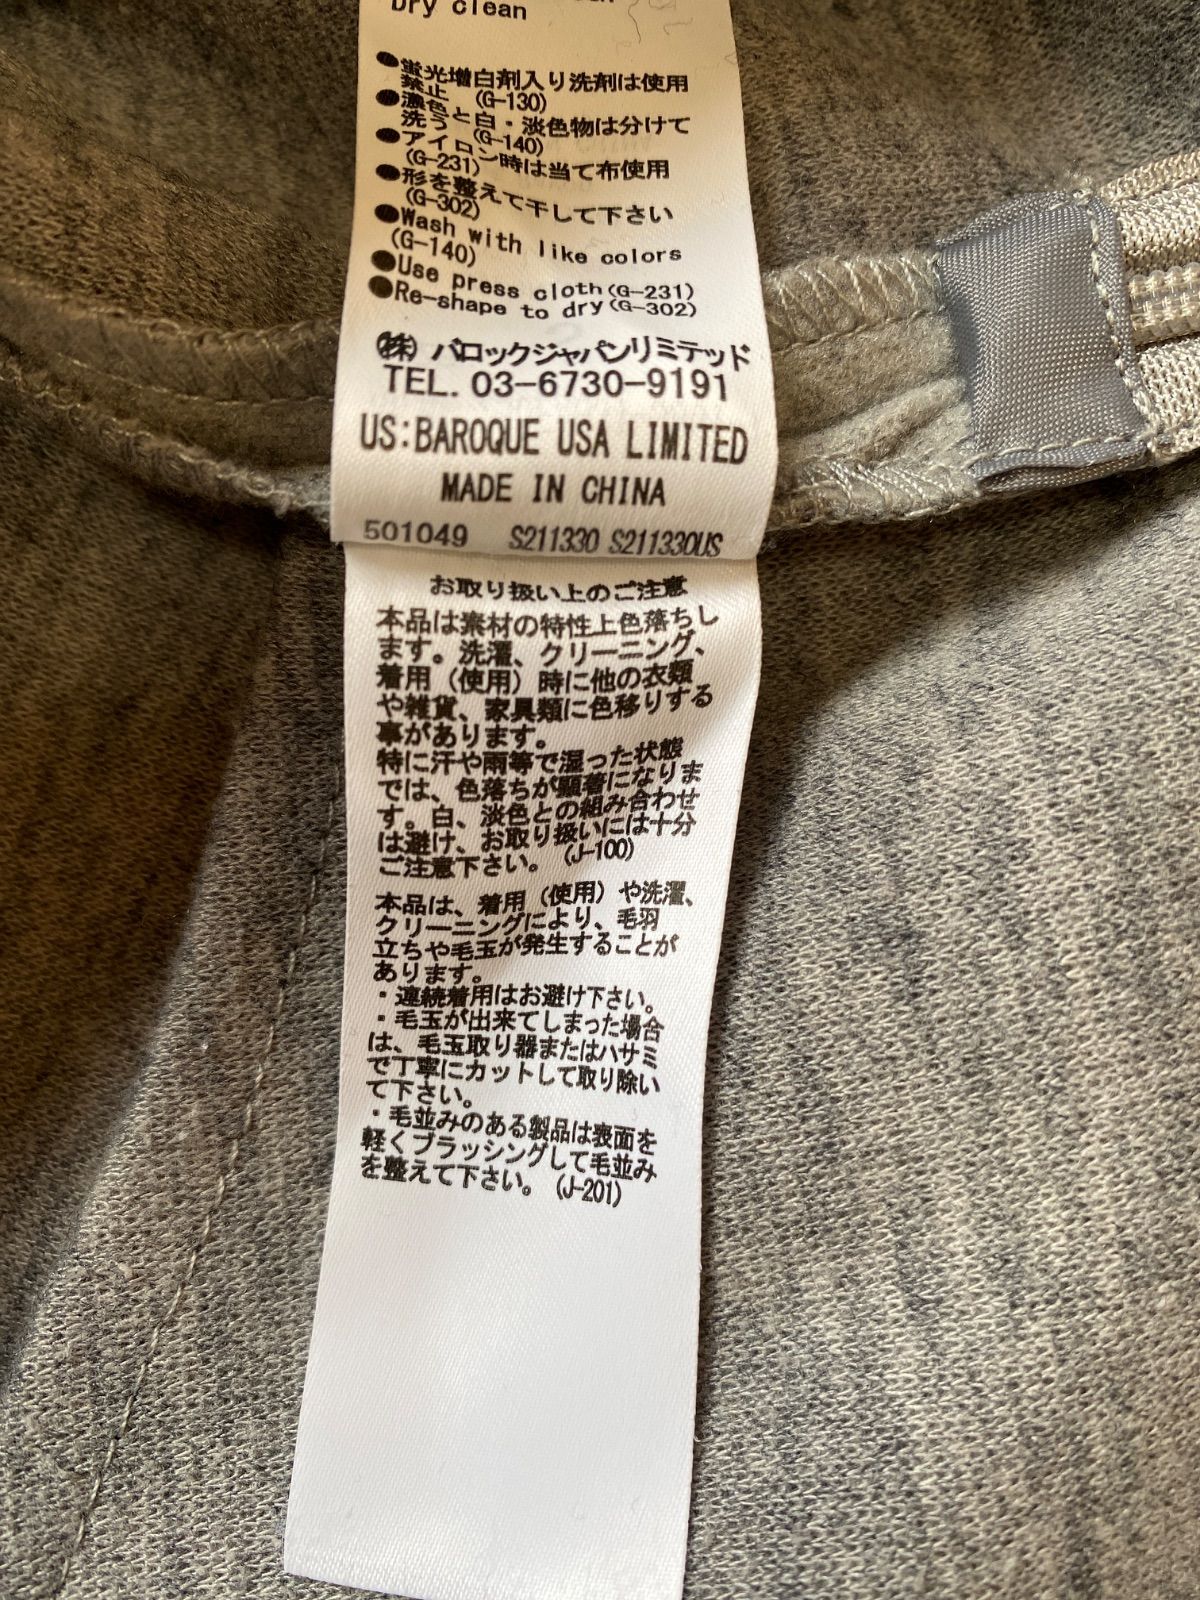 Dry clean
●蛍光増白剤入り洗剤は使用
禁止 (G-130)
●濃色と白・淡色物は分けて
洗う (G-140)
●アイロン時は当て布使用
(G-231)
●形を整えて干して下さい
(G-302)
●Wash with like colors
(G-140)
●Use press cloth(G-231)
●Re-shape to dry(G-302)
㈱ バロックジャパンリミテッド
TEL. 03-6730-9191
US:BAROQUE USA LIMITED
MADE IN CHINA
501049 S211330 S211330US
お取り扱い上のご注意
本品は素材の特性上色落ちし
ます。洗濯、クリーニング、
着用（使用）時に他の衣類
や雑貨、家具類に色移りする
事があります。
特に汗や雨等で湿った状態
では、色落ちが顕著になりま
す。白、淡色との組み合わせ
は避け、お取り扱いには十分
ご注意下さい。 (J-100)
本品は、着用（使用）や洗濯、
クリーニングにより、毛羽
立ちや毛玉が発生することが
あります。
・連続着用はお避け下さい。
・毛玉が出来てしまった場合
は、毛玉取り器またはハサミ
で丁寧にカットして取り除い
て下さい。
・毛並みのある製品は表面を
軽くブラッシングして毛並み
を整えて下さい。 (J-201)